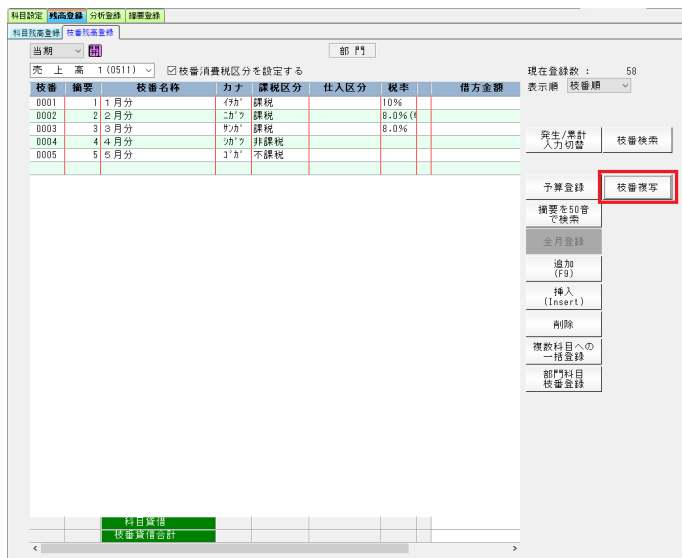 科目設定 残高登録 分析登録 摘要登録
科目残高登録 枝番残高登録
当期 開 部 門
売 上 高 1(0511) ☑枝番消費税区分を設定する
現在登録数 : 58
表示順 枝番順
枝番 摘要 枝番名称 カナ 課税区分 仕入区分 税率 借方金額
0001 1 1月分 ｲﾁｶﾞ 課税 10%
0002 2 2月分 ﾆｶﾞﾂ 課税 8.0%(
0003 3 3月分 ｻﾝｶﾞ 課税 8.0%
0004 4 4月分 ｼｶﾞﾂ 非課税
0005 5 5月分 ｺﾞｶﾞ 不課税
発生/累計
入力切替
枝番検索
予算登録
枝番複写
摘要を50音
で検索
全月登録
追加
(F9)
挿入
(Insert)
削除
複数科目への
一括登録
部門科目
枝番登録
科目貸借
枝番貸借合計